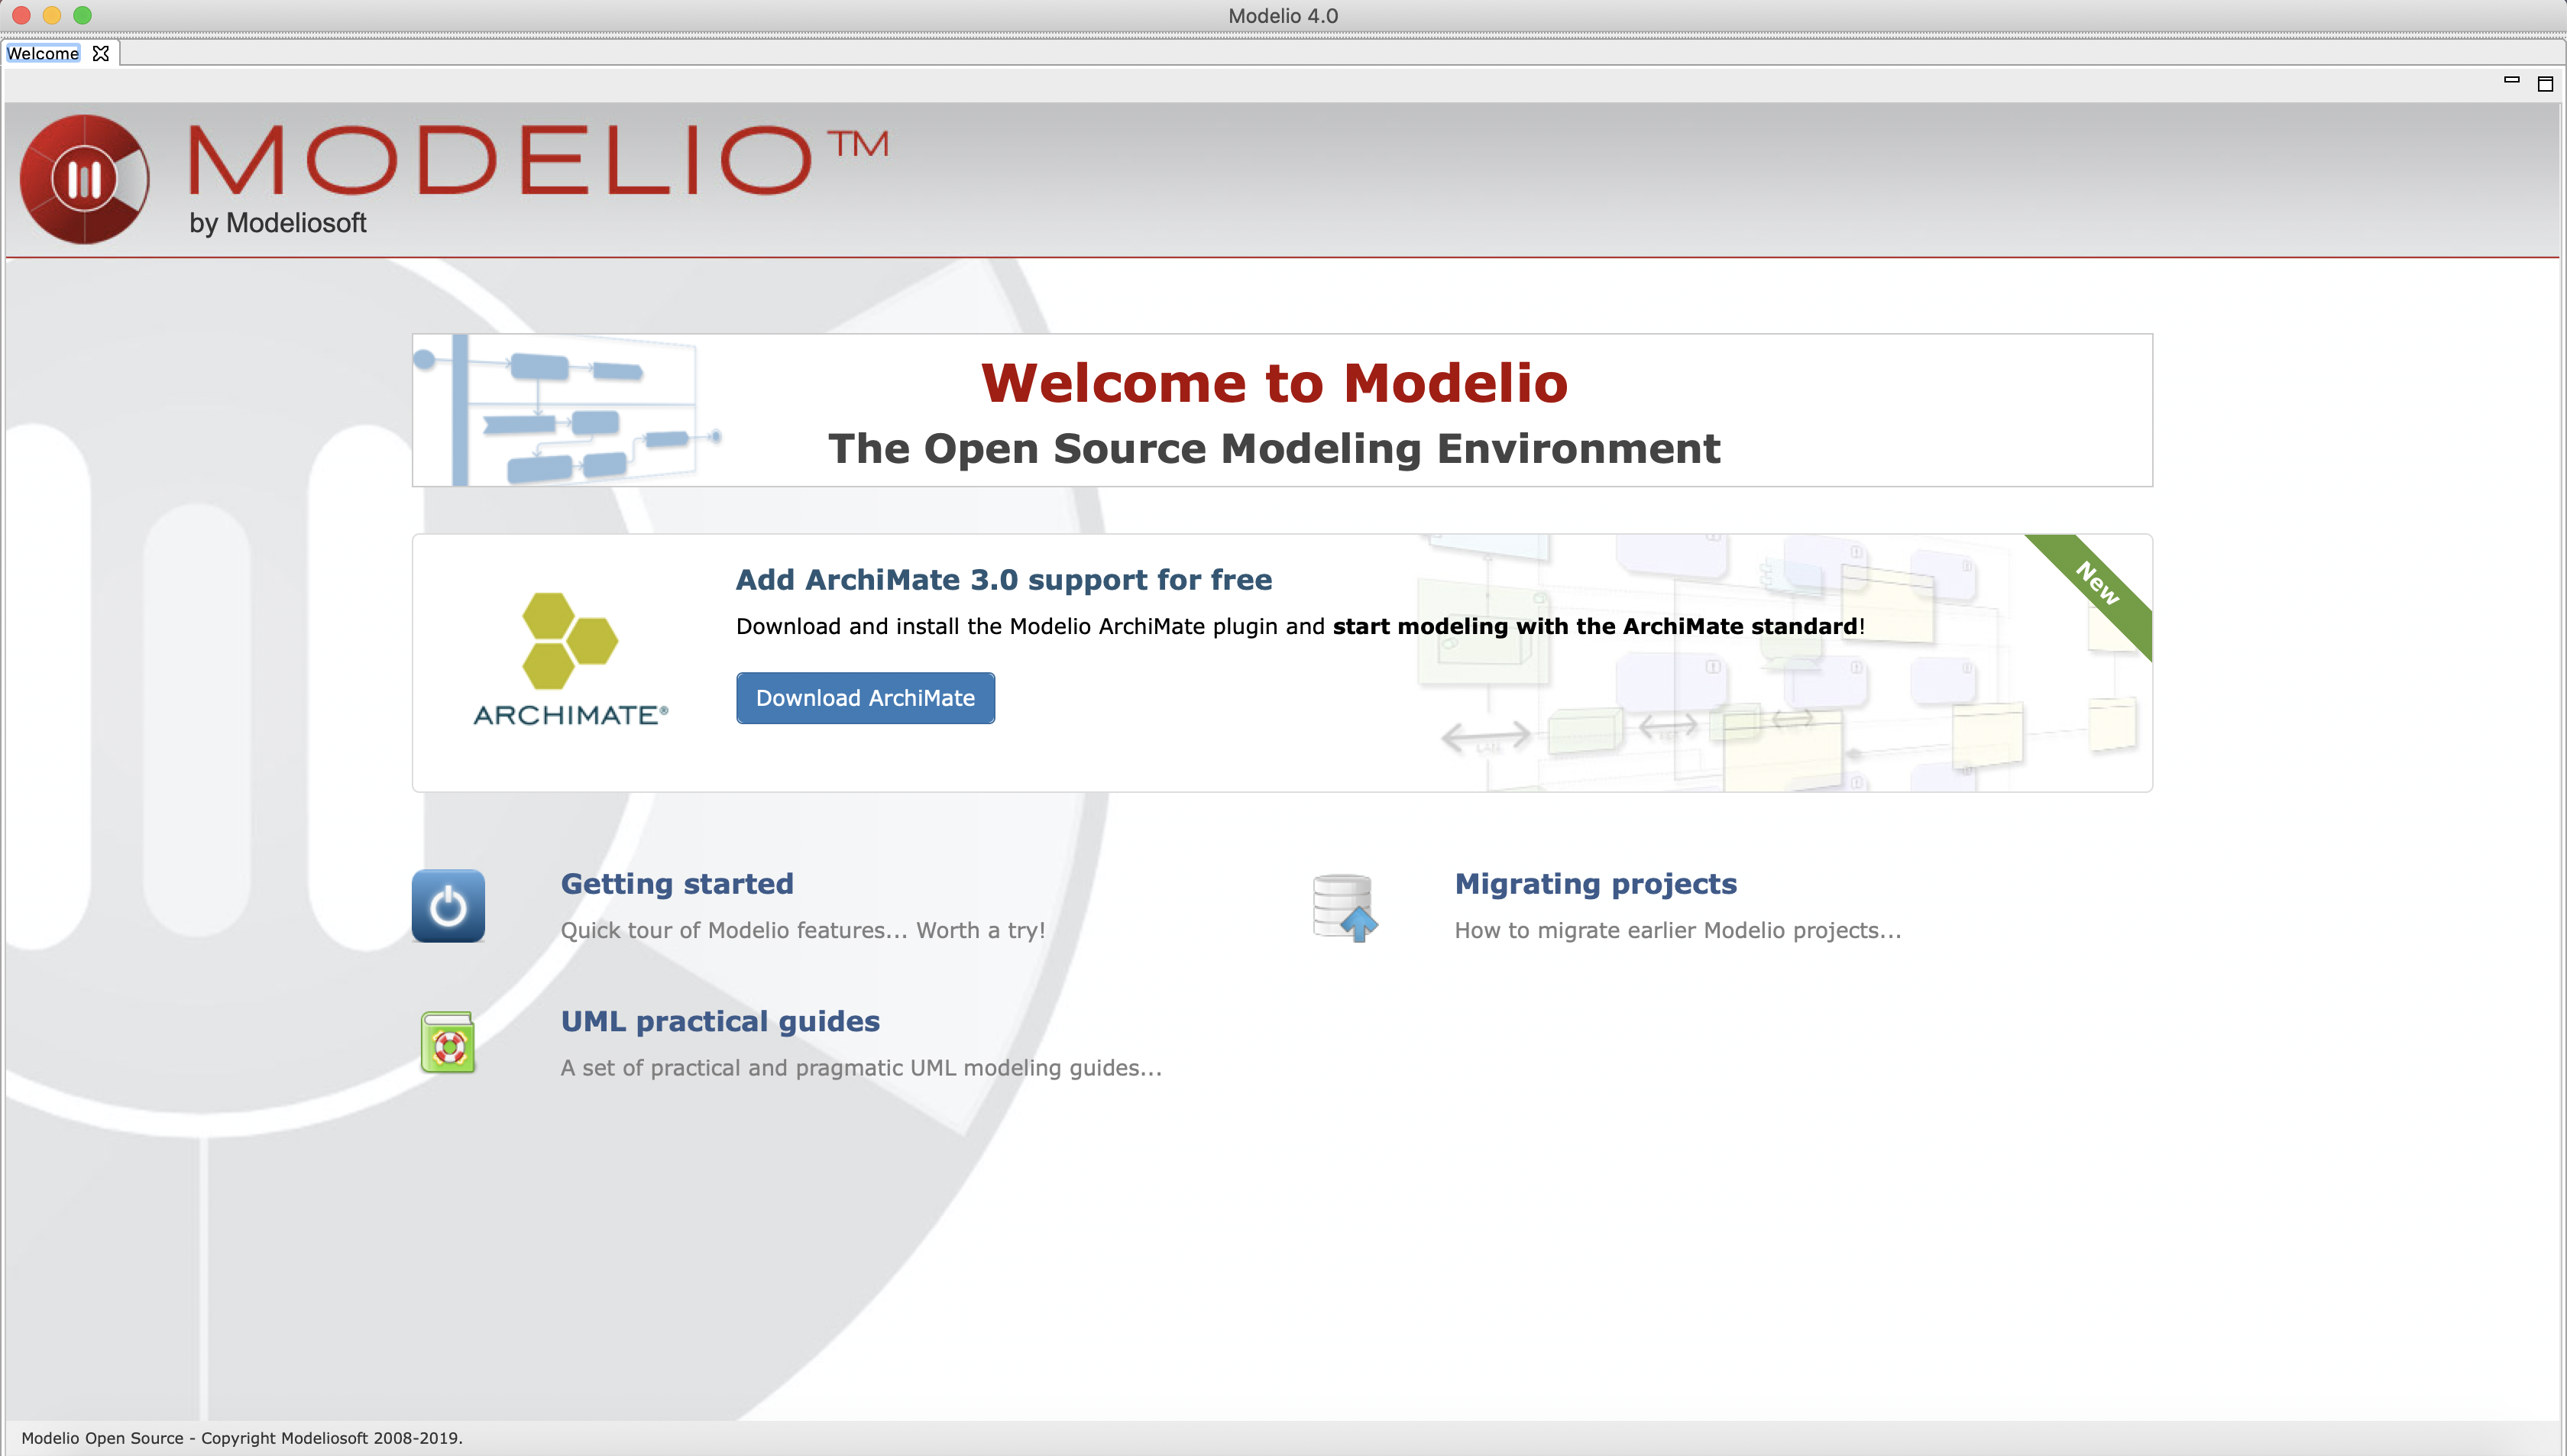 Modelio 4.0
Welcome
MODELIO™
by Modeliosoft
Welcome to Modelio
The Open Source Modeling Environment
New
Add ArchiMate 3.0 support for free
Download and install the Modelio ArchiMate plugin and start modeling with the ArchiMate standard!
ARCHIMATE®
Download ArchiMate
LAN
Getting started
Quick tour of Modelio features... Worth a try!
Migrating projects
How to migrate earlier Modelio projects...
UML practical guides
A set of practical and pragmatic UML modeling guides...
Modelio Open Source - Copyright Modeliosoft 2008-2019.